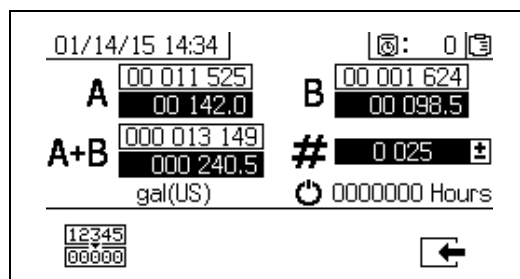 01/14/15 14:34 : 0
A 00 011 525 B 00 001 624
00 142.0 00 098.5
A+B 000 013 149 # 0 025 ±
000 240.5
gal(US) 0000000 Hours
12345
00000